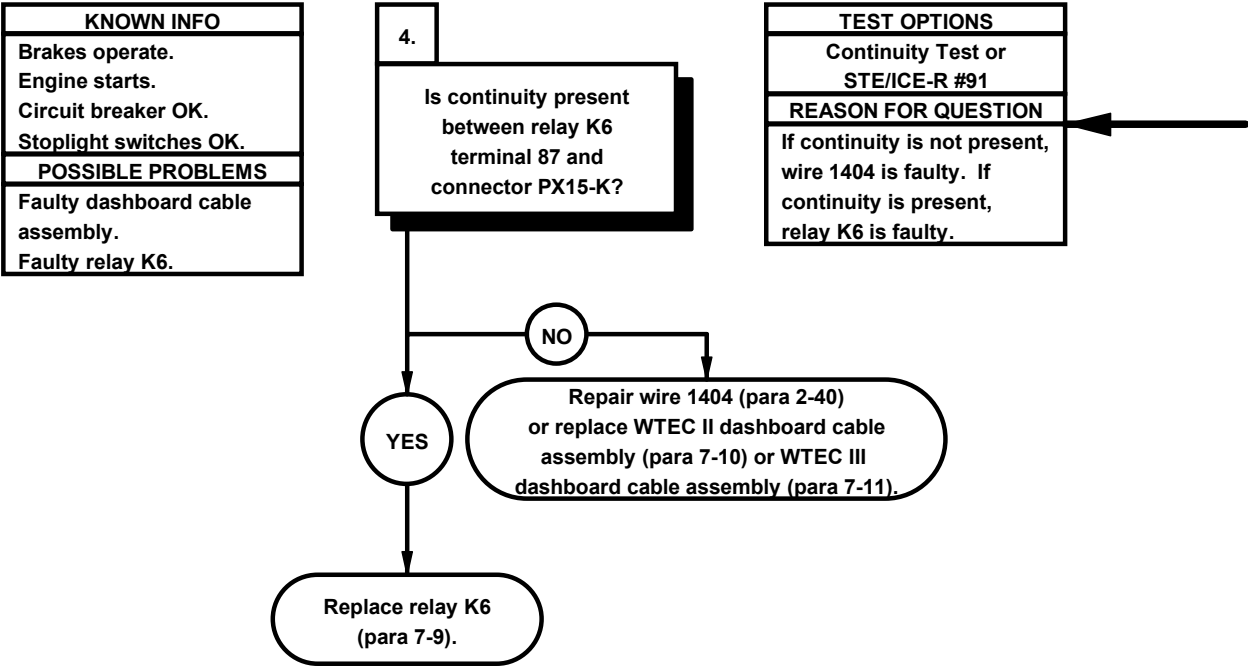 KNOWN INFO
Brakes operate.
Engine starts.
Circuit breaker OK.
Stoplight switches OK.
POSSIBLE PROBLEMS
Faulty dashboard cable
assembly.
Faulty relay K6.
4.
Is continuity present
between relay K6
terminal 87 and
connector PX15-K?
TEST OPTIONS
Continuity Test or
STE/ICE-R #91
REASON FOR QUESTION
If continuity is not present,
wire 1404 is faulty. If
continuity is present,
relay K6 is faulty.
NO
YES
Repair wire 1404 (para 2-40)
or replace WTEC II dashboard cable
assembly (para 7-10) or WTEC III
dashboard cable assembly (para 7-11).
Replace relay K6
(para 7-9).